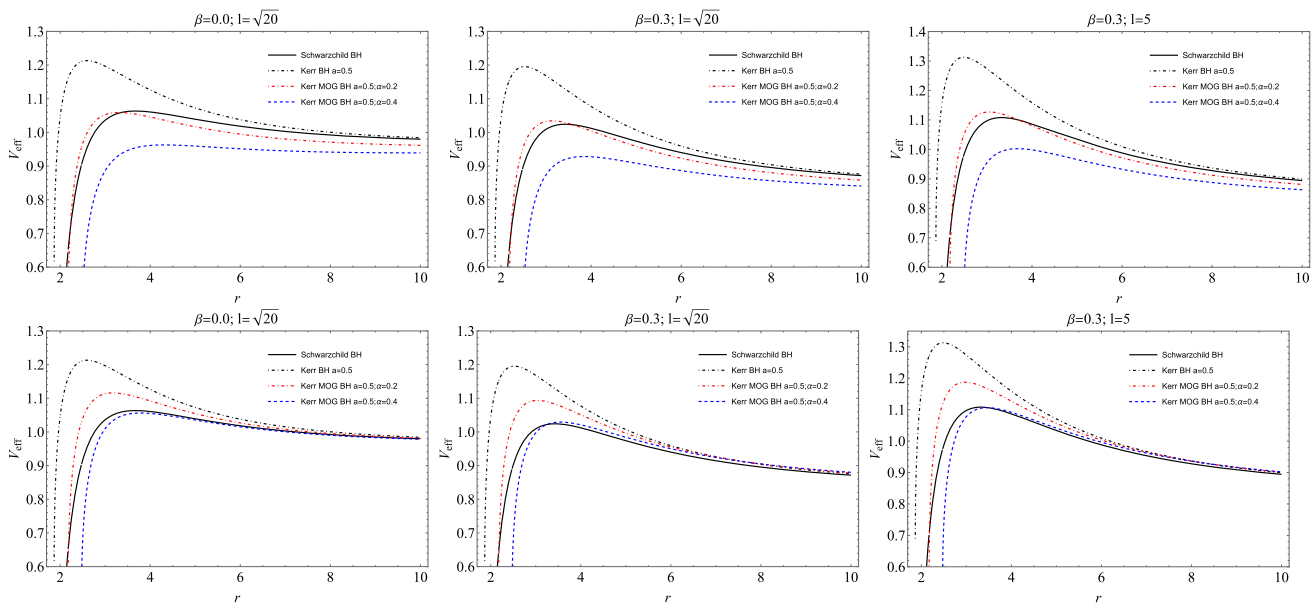 β=0.0; l=√20
1.3
1.2
1.1
1.0
0.9
0.8
0.7
0.6
V_eff
2 4 6 8 10
r
Schwarzchild BH
Kerr BH a=0.5
Kerr MOG BH a=0.5;α=0.2
Kerr MOG BH a=0.5;α=0.4
β=0.3; l=√20
1.3
1.2
1.1
1.0
0.9
0.8
0.7
0.6
V_eff
2 4 6 8 10
r
Schwarzchild BH
Kerr BH a=0.5
Kerr MOG BH a=0.5;α=0.2
Kerr MOG BH a=0.5;α=0.4
β=0.3; l=5
1.4
1.3
1.2
1.1
1.0
0.9
0.8
0.7
0.6
V_eff
2 4 6 8 10
r
Schwarzchild BH
Kerr BH a=0.5
Kerr MOG BH a=0.5;α=0.2
Kerr MOG BH a=0.5;α=0.4
β=0.0; l=√20
1.3
1.2
1.1
1.0
0.9
0.8
0.7
0.6
V_eff
2 4 6 8 10
r
Schwarzchild BH
Kerr BH a=0.5
Kerr MOG BH a=0.5;α=0.2
Kerr MOG BH a=0.5;α=0.4
β=0.3; l=√20
1.3
1.2
1.1
1.0
0.9
0.8
0.7
0.6
V_eff
2 4 6 8 10
r
Schwarzchild BH
Kerr BH a=0.5
Kerr MOG BH a=0.5;α=0.2
Kerr MOG BH a=0.5;α=0.4
β=0.3; l=5
1.3
1.2
1.1
1.0
0.9
0.8
0.7
0.6
V_eff
2 4 6 8 10
r
Schwarzchild BH
Kerr BH a=0.5
Kerr MOG BH a=0.5;α=0.2
Kerr MOG BH a=0.5;α=0.4